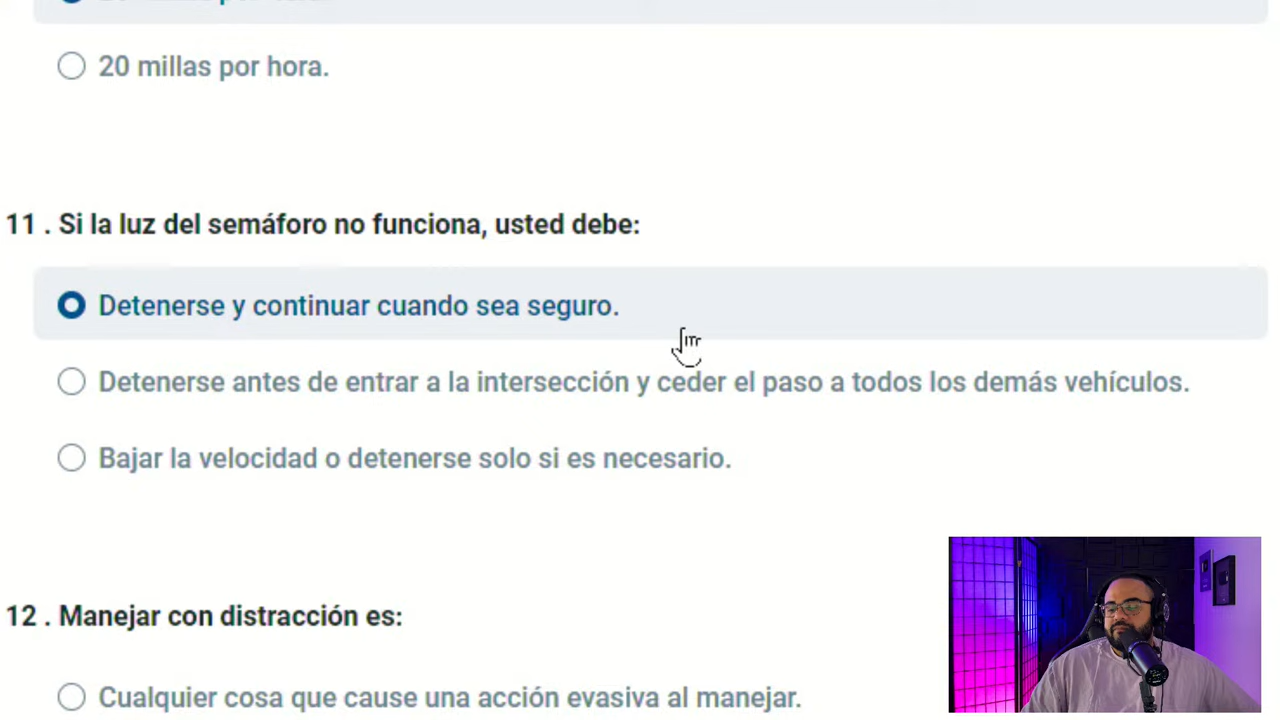 20 millas por hora.
11 . Si la luz del semáforo no funciona, usted debe:
Detenerse y continuar cuando sea seguro.
Detenerse antes de entrar a la intersección y ceder el paso a todos los demás vehículos.
Bajar la velocidad o detenerse solo si es necesario.
12 . Manejar con distracción es:
Cualquier cosa que cause una acción evasiva al manejar.